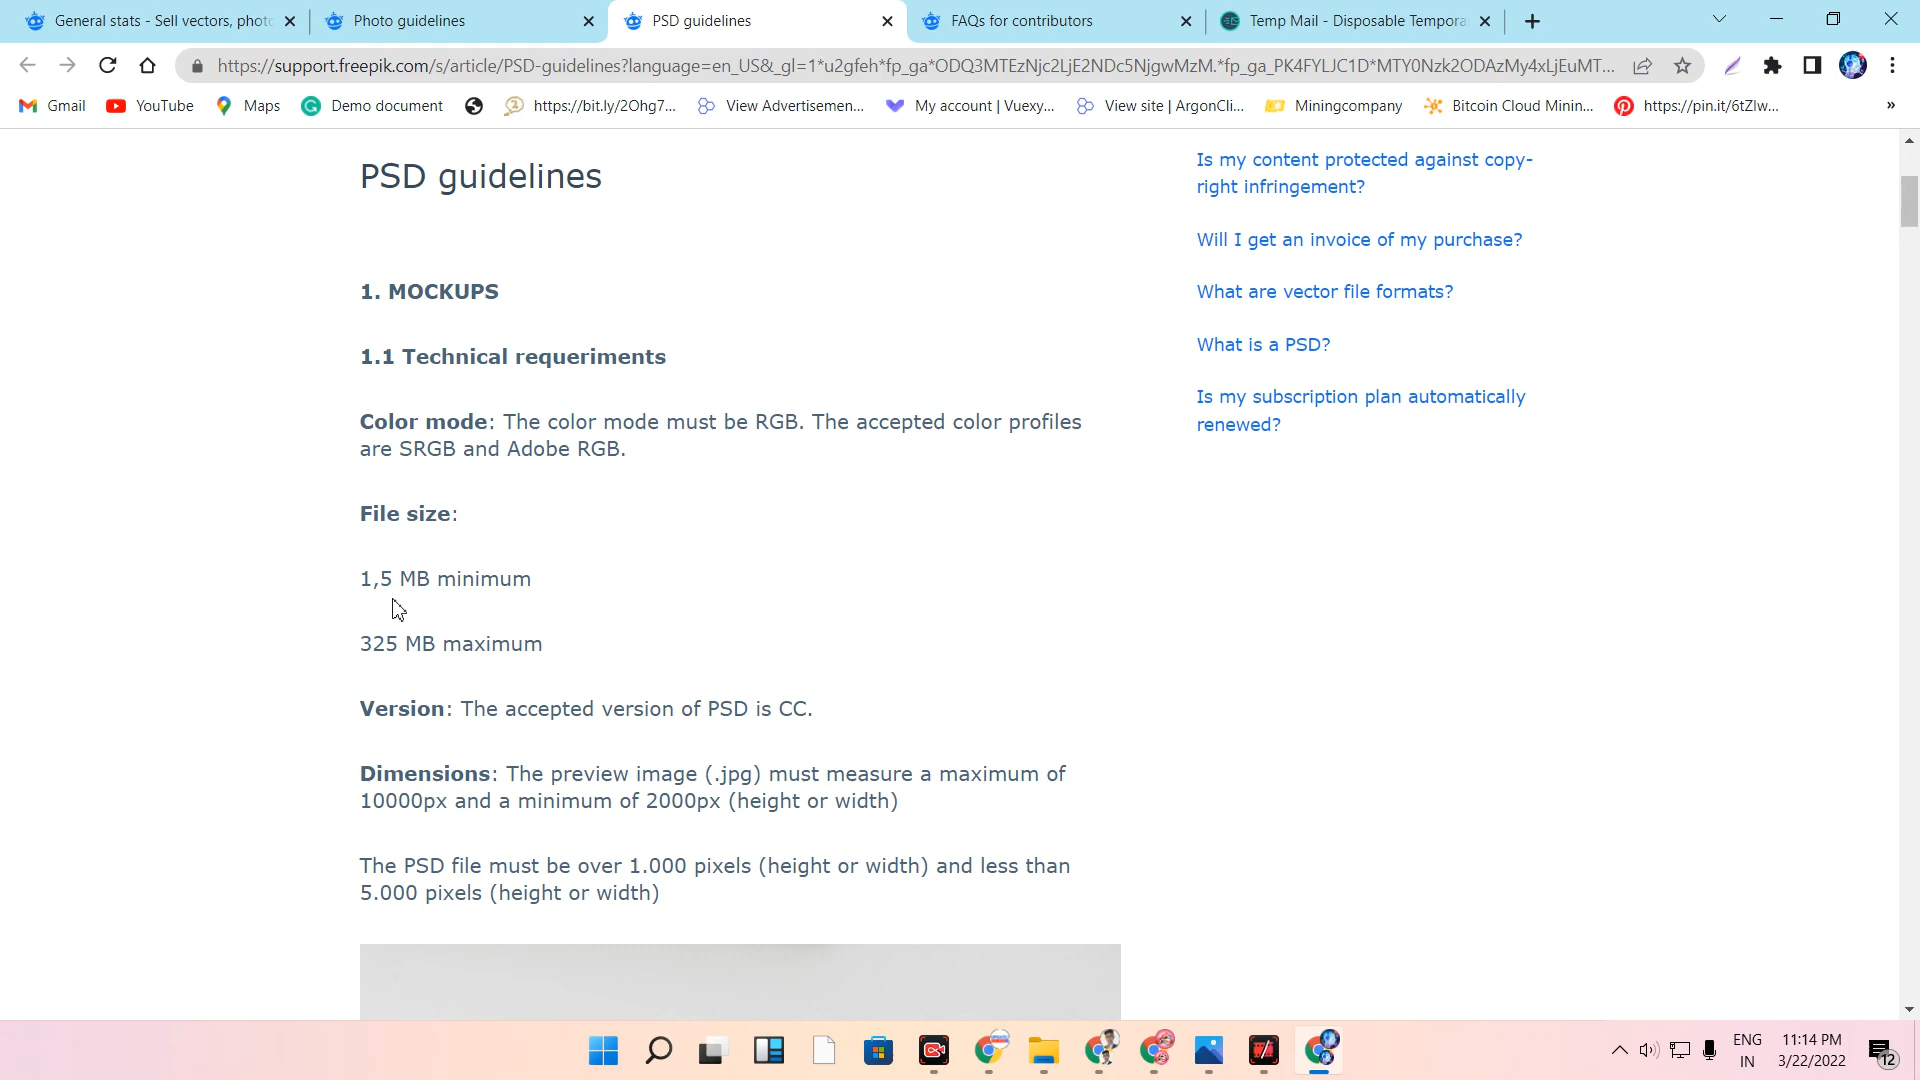 General stats - Sell vectors, photo
Photo guidelines
PSD guidelines
FAQs for contributors
Temp Mail - Disposable Tempora
https://support.freepik.com/s/article/PSD-guidelines?language=en_US&_gl=1*u2gfeh*fp_ga*ODQ3MTEzNjc2LjE2NDc5NjgwMzM.*fp_ga_PK4FYLJC1D*MTY0Nzk2ODAzMy4xLjEuMT...
Gmail
YouTube
Maps
Demo document
https://bit.ly/2Ohg7...
View Advertisemen...
My account | Vuexy...
View site | ArgonCli...
Miningcompany
Bitcoin Cloud Minin...
https://pin.it/6tZlw...
»
PSD guidelines
1. MOCKUPS
1.1 Technical requeriments
Color mode: The color mode must be RGB. The accepted color profiles
are SRGB and Adobe RGB.
File size:
1,5 MB minimum
325 MB maximum
Version: The accepted version of PSD is CC.
Dimensions: The preview image (.jpg) must measure a maximum of
10000px and a minimum of 2000px (height or width)
The PSD file must be over 1.000 pixels (height or width) and less than
5.000 pixels (height or width)
Is my content protected against copy-
right infringement?
Will I get an invoice of my purchase?
What are vector file formats?
What is a PSD?
Is my subscription plan automatically
renewed?
ENG
IN
11:14 PM
3/22/2022
12